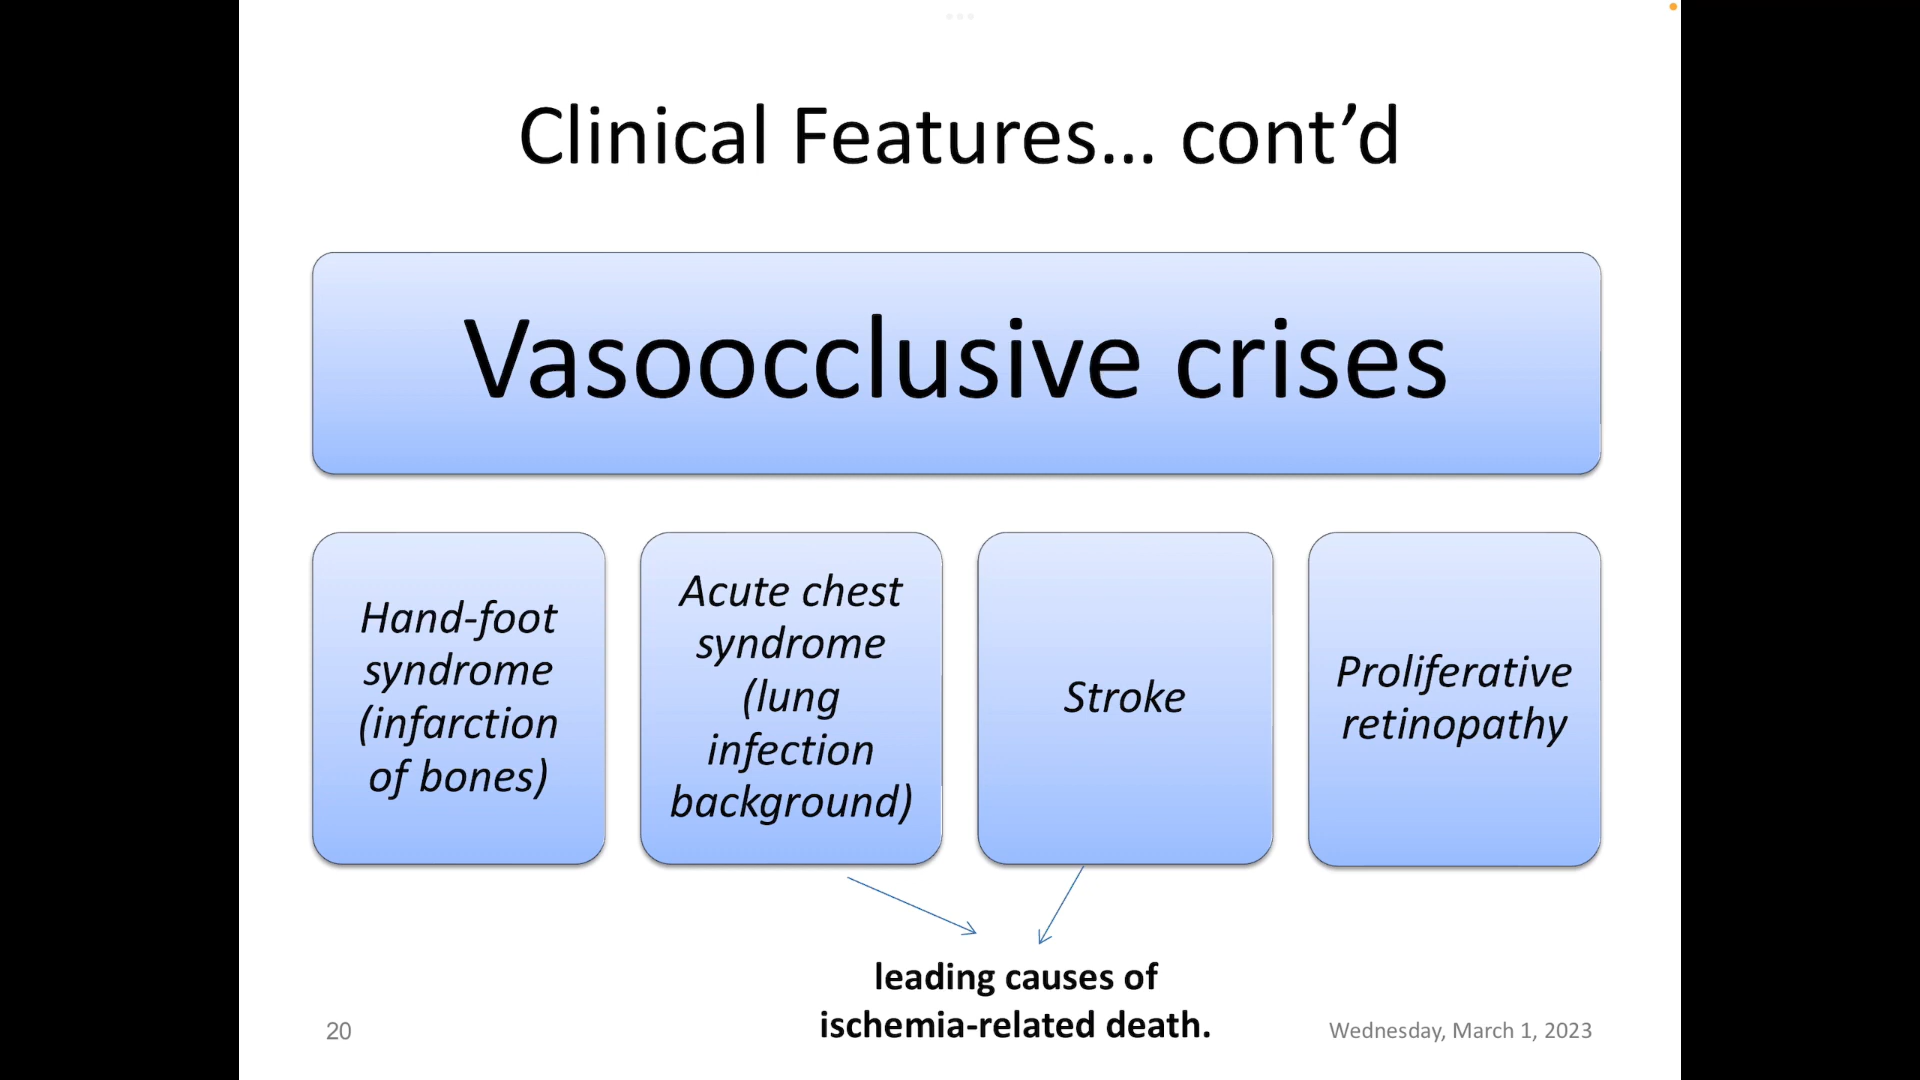 Clinical Features... cont’d
Vasoocclusive crises
Hand-foot
syndrome
(infarction
of bones)
Acute chest
syndrome
(lung
infection
background)
Stroke
Proliferative
retinopathy
leading causes of
ischemia-related death.
20
Wednesday, March 1, 2023